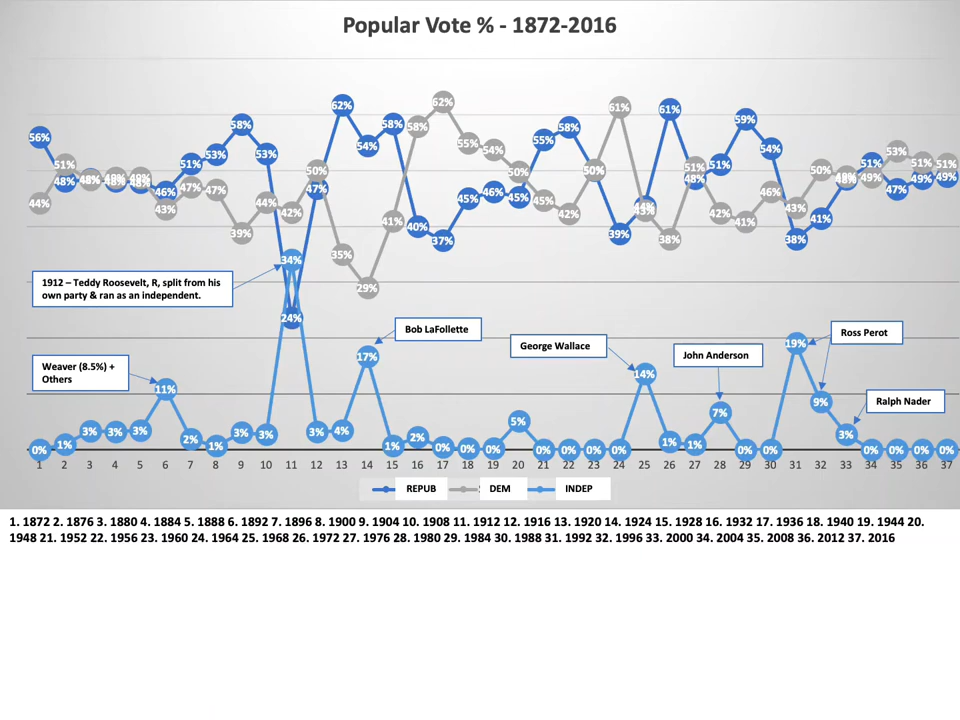 Popular Vote % - 1872-2016
62% 62% 61% 61%
58% 58% 58% 58% 59%
56% 53% 53% 54% 55% 54% 55% 54% 53%
51% 51% 50% 50% 50% 51% 51% 50% 51% 51% 51%
48% 48% 48% 48% 46% 47% 47% 47% 45% 46% 45% 45% 48% 46% 48% 49% 47% 49% 49%
44% 43% 44% 42% 41% 42% 44% 43% 42% 41% 43% 41%
39% 40% 39% 38% 38%
35% 37%
34%
29%
24%
1912 – Teddy Roosevelt, R, split from his
own party & ran as an independent.
Bob LaFollette
George Wallace
John Anderson
Ross Perot
Weaver (8.5%) +
Others
Ralph Nader
0% 1% 3% 3% 3% 11% 2% 1% 3% 3% 3% 4% 17% 1% 2% 0% 0% 0% 5% 0% 0% 0% 0% 14% 1% 1% 7% 0% 0% 19% 9% 3% 0% 0% 0% 0%
1 2 3 4 5 6 7 8 9 10 11 12 13 14 15 16 17 18 19 20 21 22 23 24 25 26 27 28 29 30 31 32 33 34 35 36 37
REPUB DEM INDEP
1. 1872 2. 1876 3. 1880 4. 1884 5. 1888 6. 1892 7. 1896 8. 1900 9. 1904 10. 1908 11. 1912 12. 1916 13. 1920 14. 1924 15. 1928 16. 1932 17. 1936 18. 1940 19. 1944 20.
1948 21. 1952 22. 1956 23. 1960 24. 1964 25. 1968 26. 1972 27. 1976 28. 1980 29. 1984 30. 1988 31. 1992 32. 1996 33. 2000 34. 2004 35. 2008 36. 2012 37. 2016